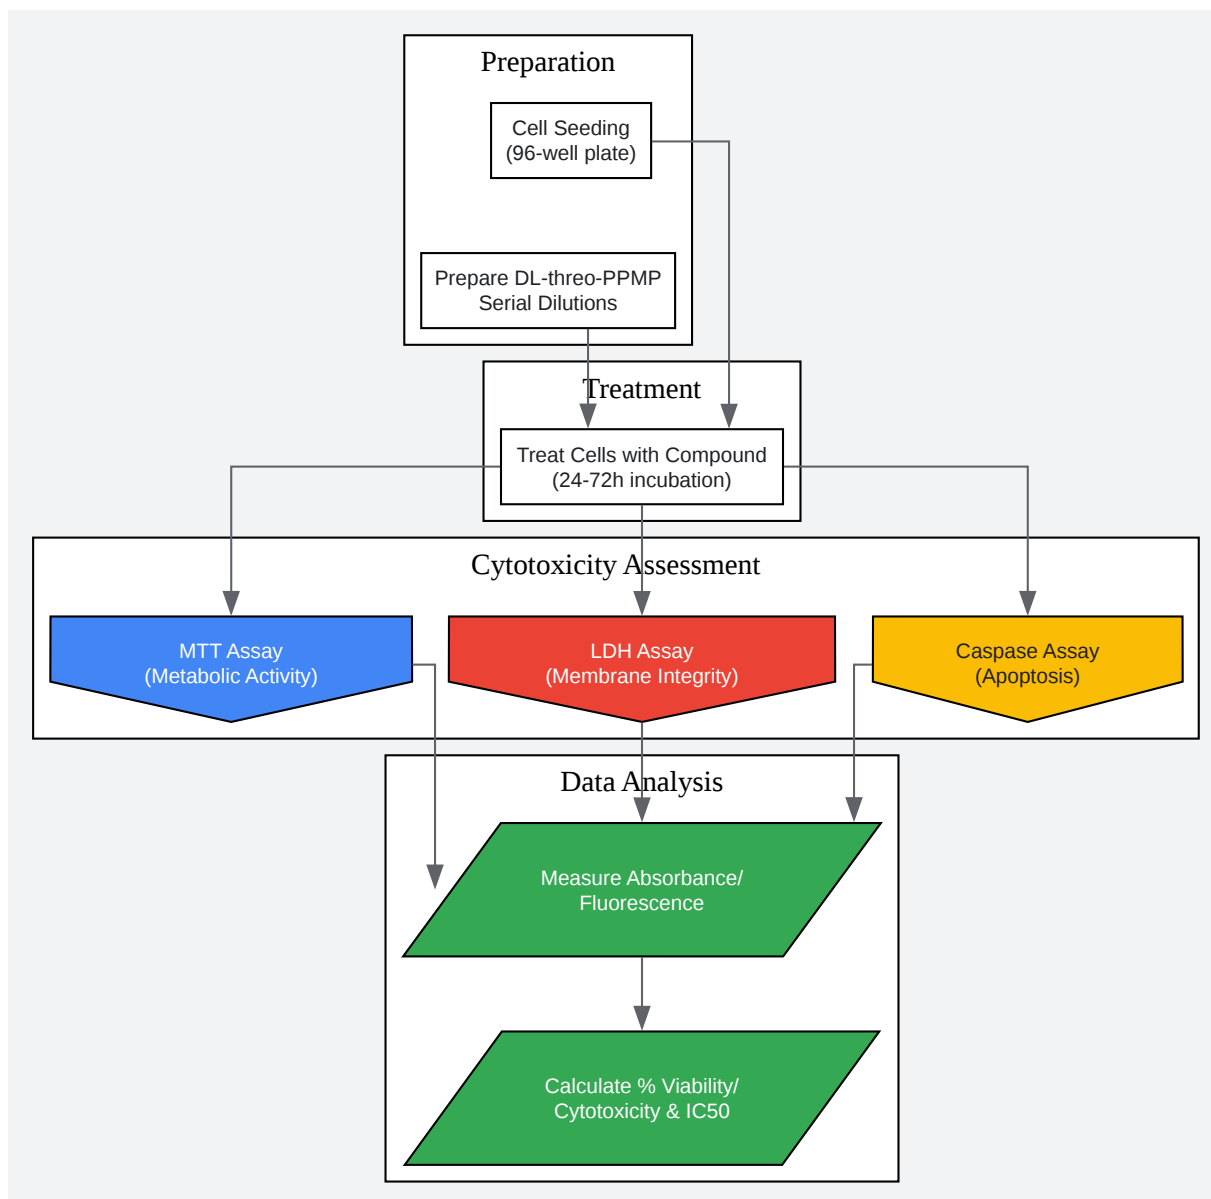 Preparation
Cell Seeding
(96-well plate)
Prepare DL-threo-PPMP
Serial Dilutions
Treatment
Treat Cells with Compound
(24-72h incubation)
Cytotoxicity Assessment
MTT Assay
(Metabolic Activity)
LDH Assay
(Membrane Integrity)
Caspase Assay
(Apoptosis)
Data Analysis
Measure Absorbance/
Fluorescence
Calculate % Viability/
Cytotoxicity & IC50